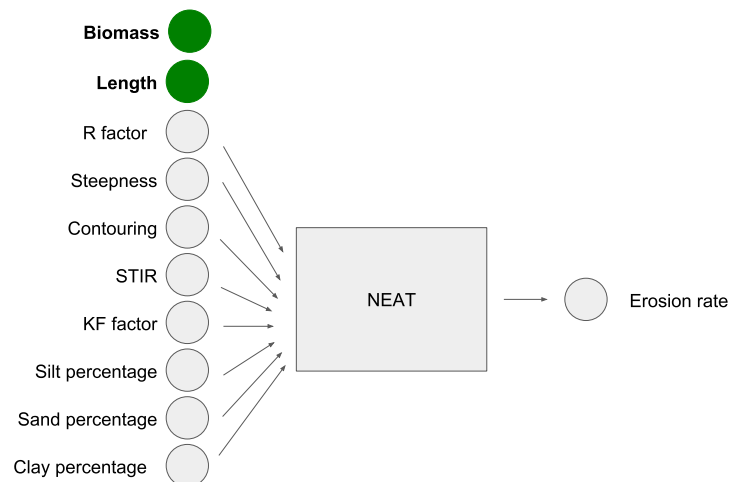 Biomass
Length
R factor
Steepness
Contouring
STIR
KF factor
Silt percentage
Sand percentage
Clay percentage
NEAT
Erosion rate